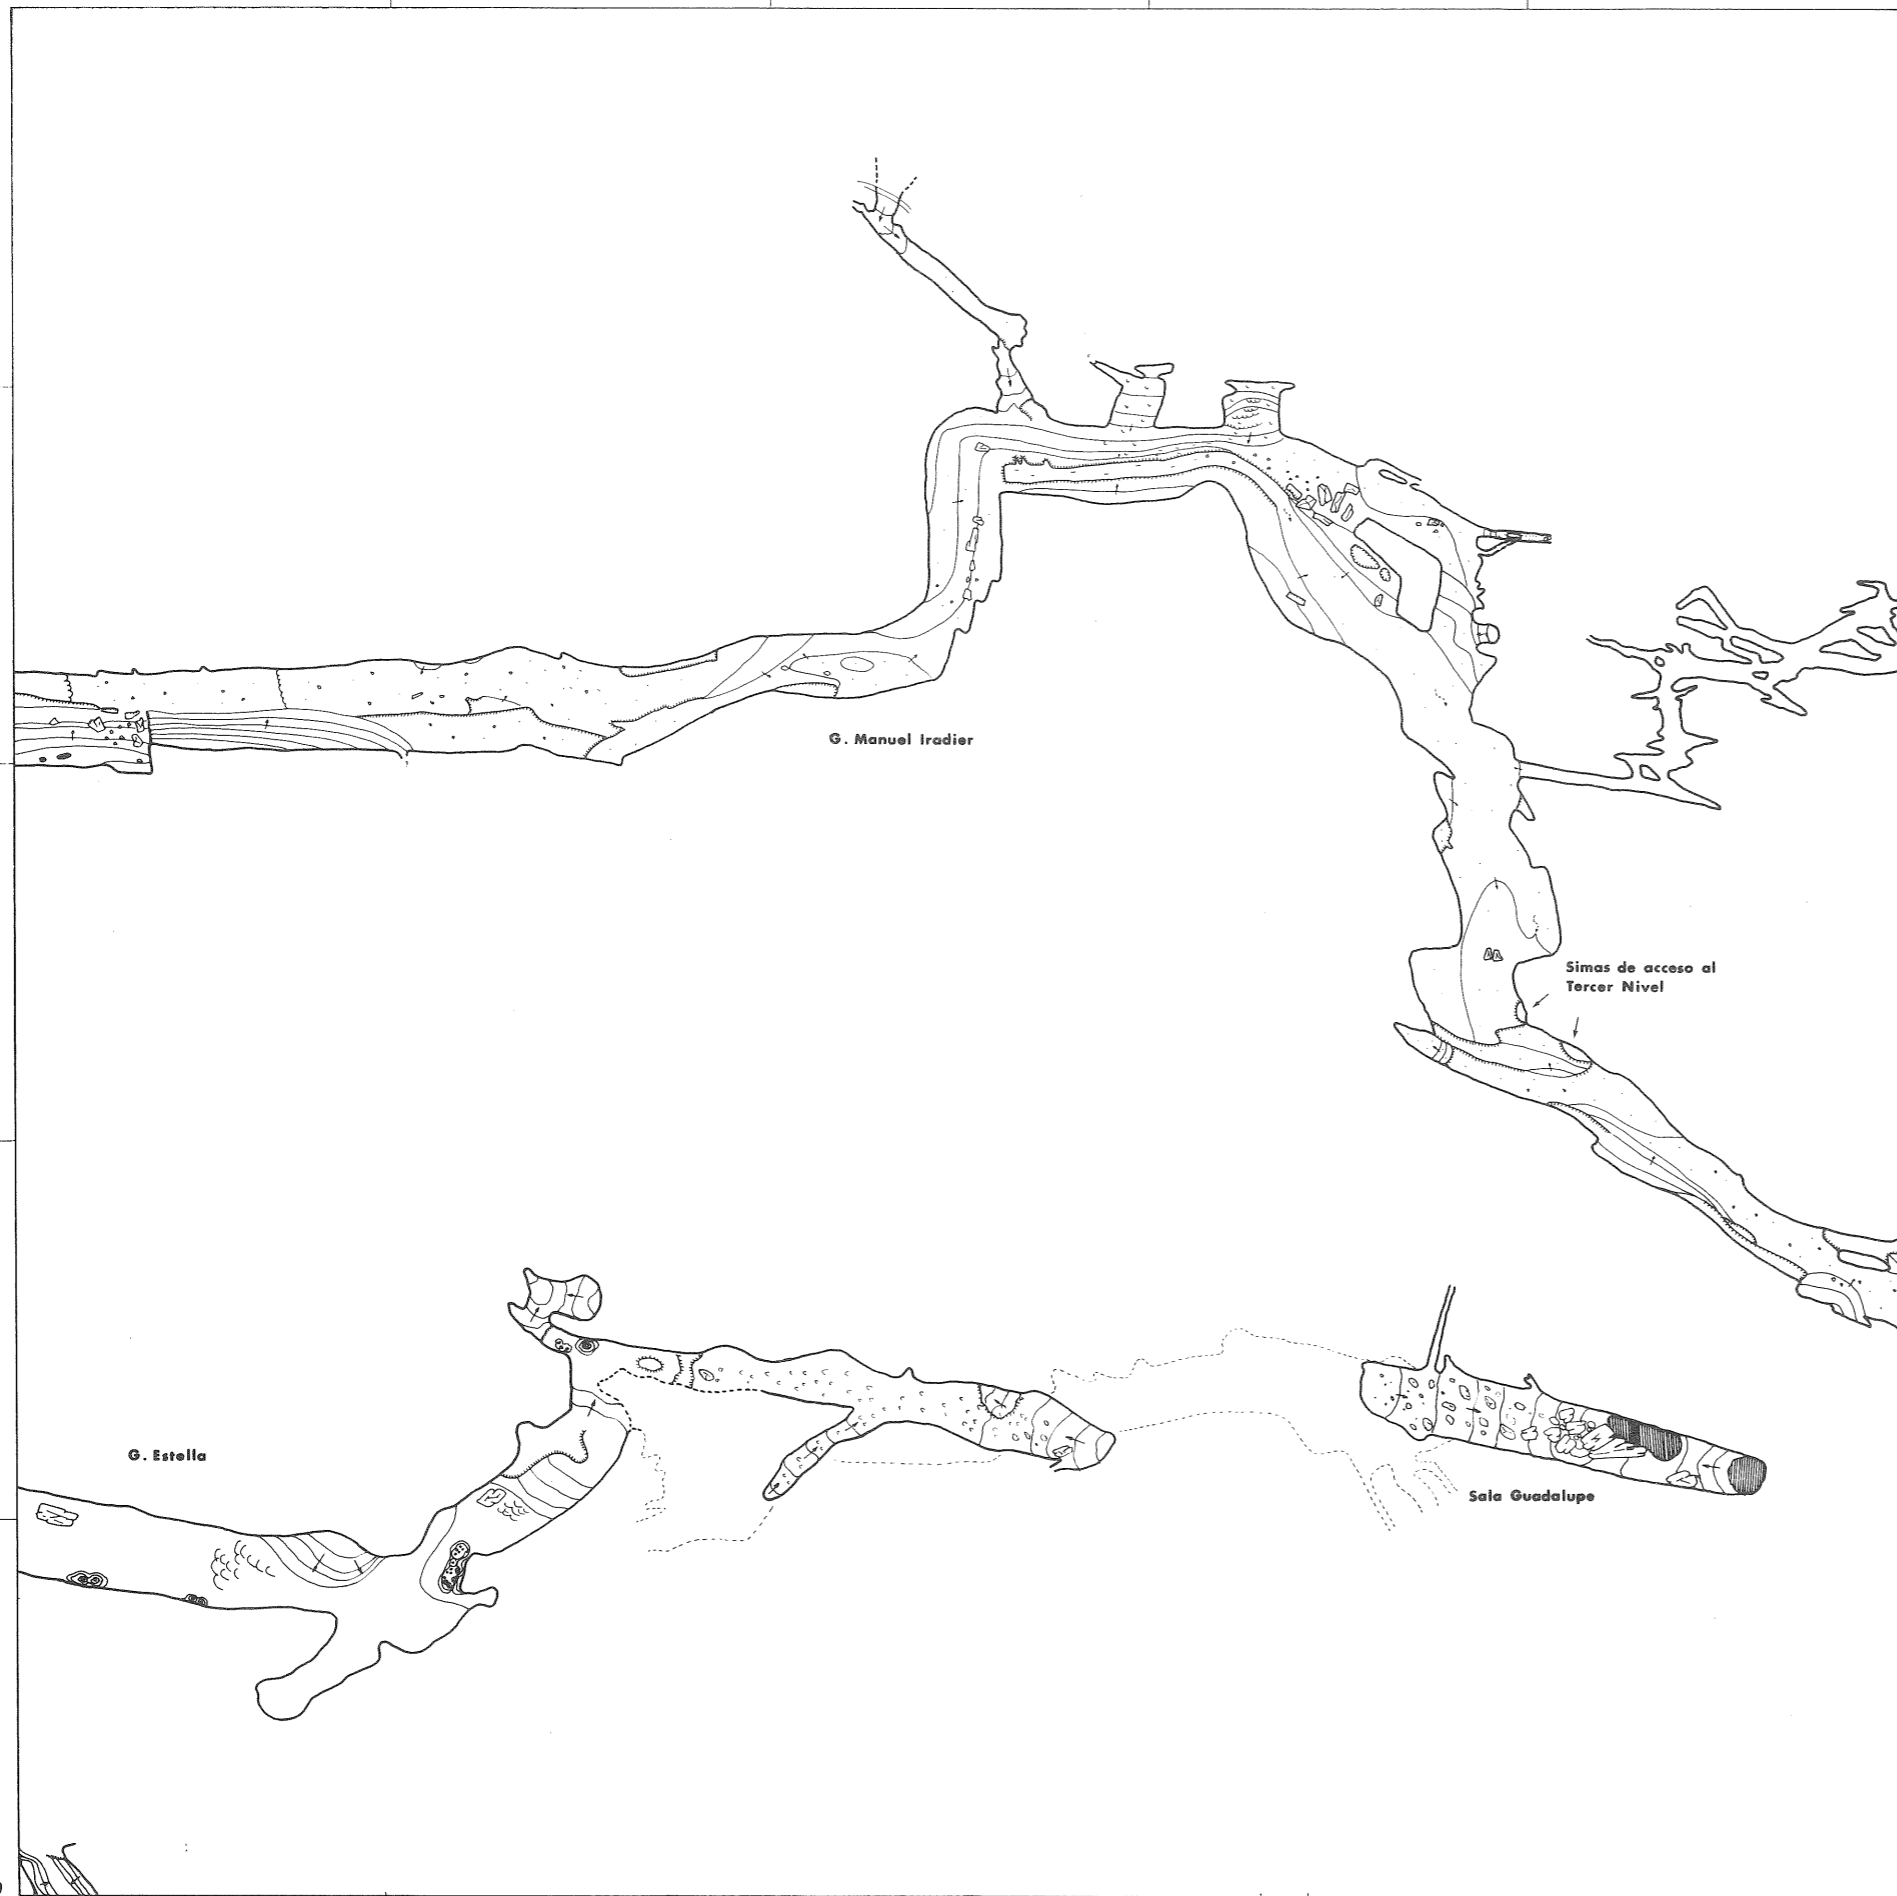 G. Manuel Iradier
Simas de acceso al
Tercer Nivel
G. Estella
Sala Guadalupe